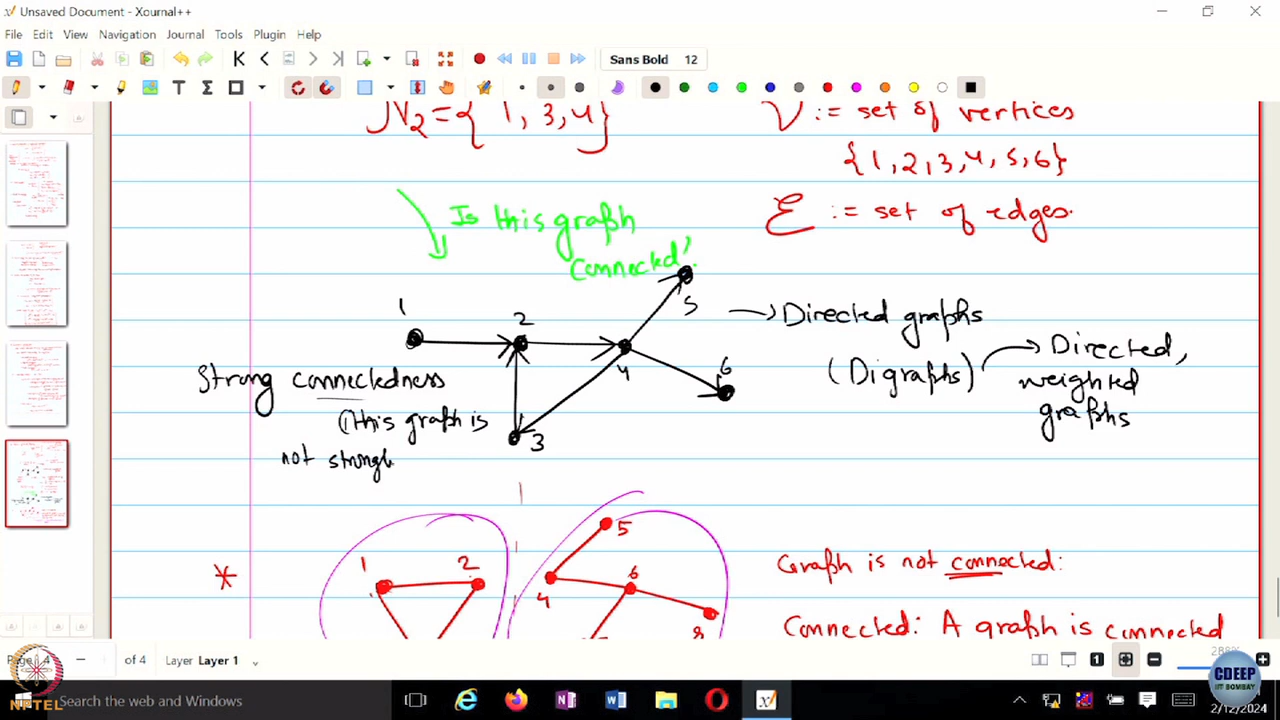 Unsaved Document - Xournal++
File Edit View Navigation Journal Tools Plugin Help
Sans Bold 12
N2 = { 1, 3, 4 }
V := set of vertices
{1, 2, 3, 4, 5, 6}
E := set of edges.
Is this graph
Connected?
1
2
3
4
5
6
→ Directed graphs
(Digraphs)
→ Directed,
weighted
graphs
Strong connectedness
(This graph is
not strongl
*
1
2
5
4
6
8
Graph is not connected:
Connected: A graph is connected
Page 4 of 4 Layer Layer 1
288%
NPTEL
Search the web and Windows
CDEEP
IIT BOMBAY
2/12/2024